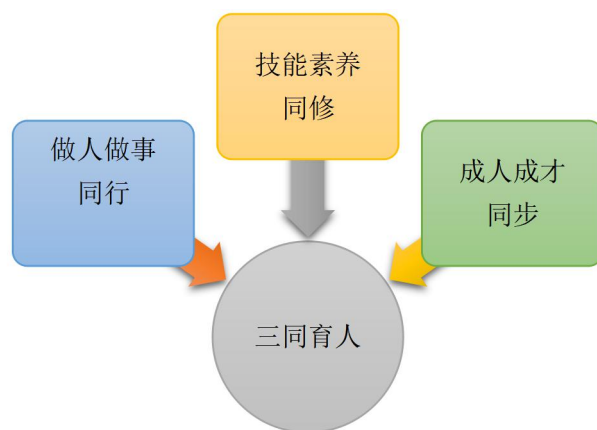 技能素养
同修
做人做事
同行
成人成才
同步
三同育人